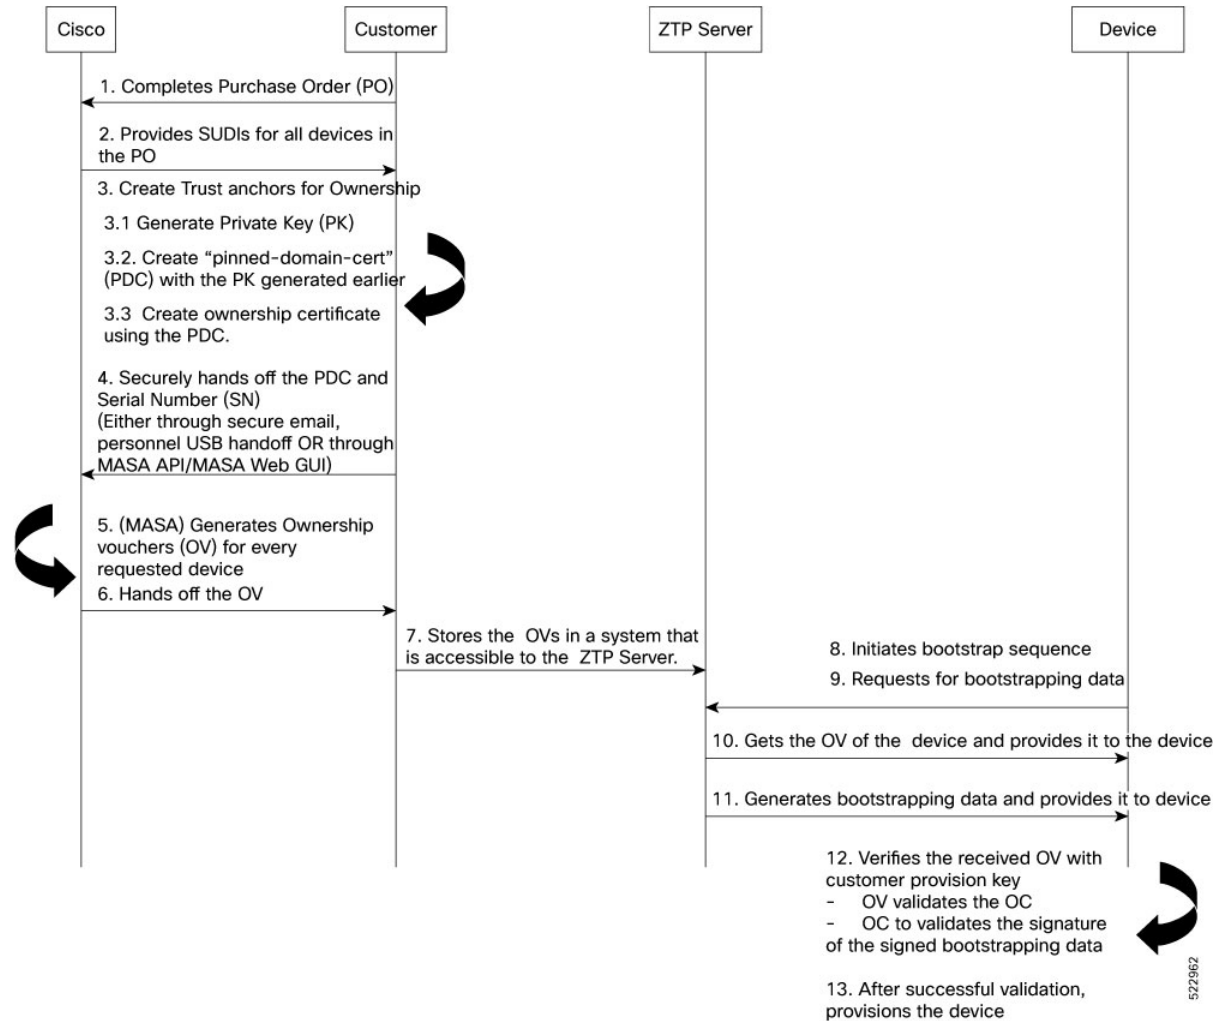 Cisco
Customer
ZTP Server
Device
1. Completes Purchase Order (PO)
2. Provides SUDIs for all devices in
the PO
3. Create Trust anchors for Ownership
3.1 Generate Private Key (PK)
3.2. Create “pinned-domain-cert”
(PDC) with the PK generated earlier
3.3 Create ownership certificate
using the PDC.
4. Securely hands off the PDC and
Serial Number (SN)
(Either through secure email,
personnel USB handoff OR through
MASA API/MASA Web GUI)
5. (MASA) Generates Ownership
vouchers (OV) for every
requested device
6. Hands off the OV
7. Stores the OVs in a system that
is accessible to the ZTP Server.
8. Initiates bootstrap sequence
9. Requests for bootstrapping data
10. Gets the OV of the device and provides it to the device
11. Generates bootstrapping data and provides it to device
12. Verifies the received OV with
customer provision key
- OV validates the OC
- OC to validates the signature
of the signed bootstrapping data
13. After successful validation,
provisions the device
522962